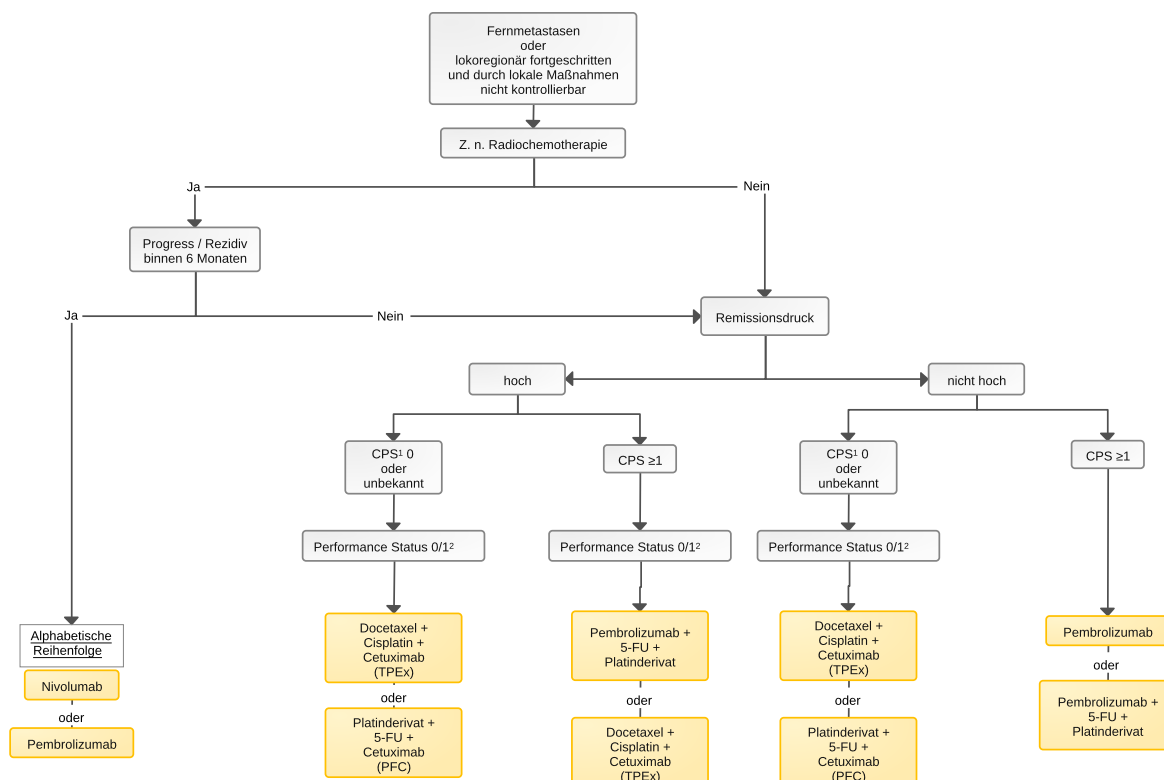 Fernmetastasen
oder
lokoregionär fortgeschritten
und durch lokale Maßnahmen
nicht kontrollierbar
Z. n. Radiochemotherapie
Ja
Nein
Progress / Rezidiv
binnen 6 Monaten
Ja
Nein
Remissionsdruck
hoch
nicht hoch
CPS¹ 0
oder
unbekannt
CPS ≥1
CPS¹ 0
oder
unbekannt
CPS ≥1
Performance Status 0/1²
Performance Status 0/1²
Performance Status 0/1²
Alphabetische
Reihenfolge
Nivolumab
oder
Pembrolizumab
Docetaxel +
Cisplatin +
Cetuximab
(TPEx)
oder
Platinderivat +
5-FU +
Cetuximab
(PFC)
Pembrolizumab +
5-FU +
Platinderivat
oder
Docetaxel +
Cisplatin +
Cetuximab
(TPEx)
Docetaxel +
Cisplatin +
Cetuximab
(TPEx)
oder
Platinderivat +
5-FU +
Cetuximab
(PFC)
Pembrolizumab
oder
Pembrolizumab +
5-FU +
Platinderivat